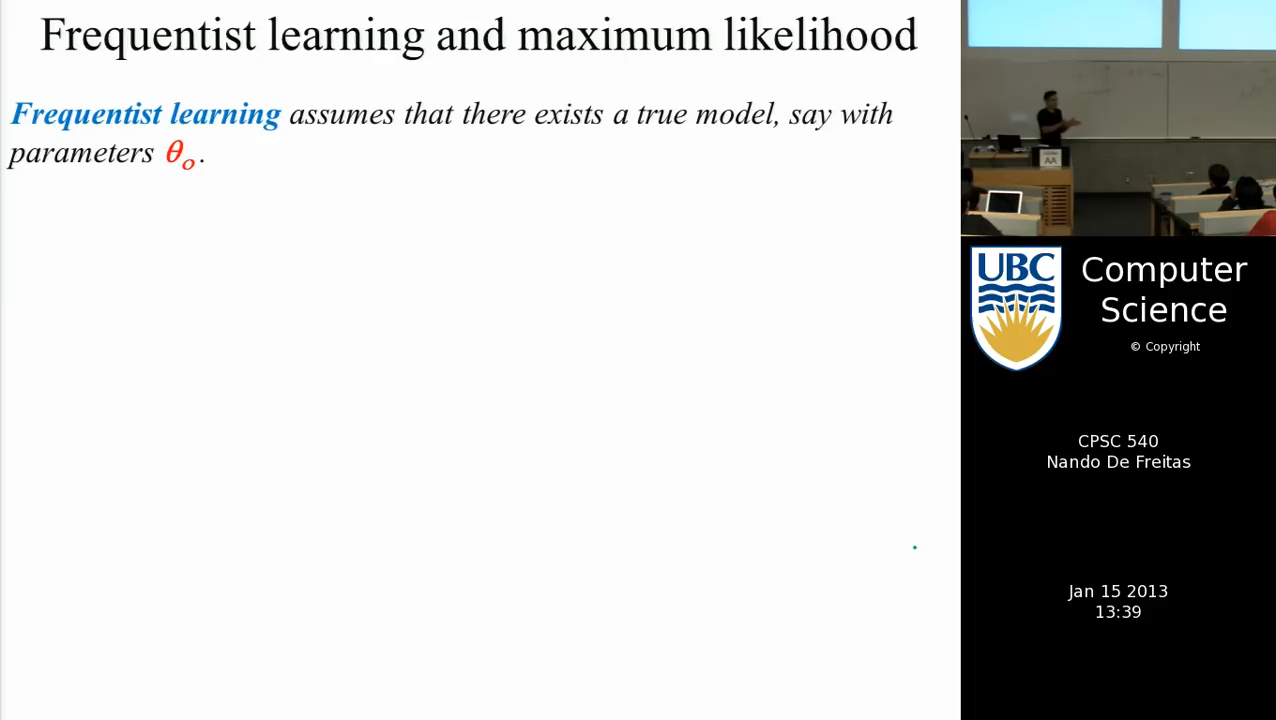 Frequentist learning and maximum likelihood
Frequentist learning assumes that there exists a true model, say with
parameters θo.
AA
UBC
Computer
Science
© Copyright
CPSC 540
Nando De Freitas
Jan 15 2013
13:39